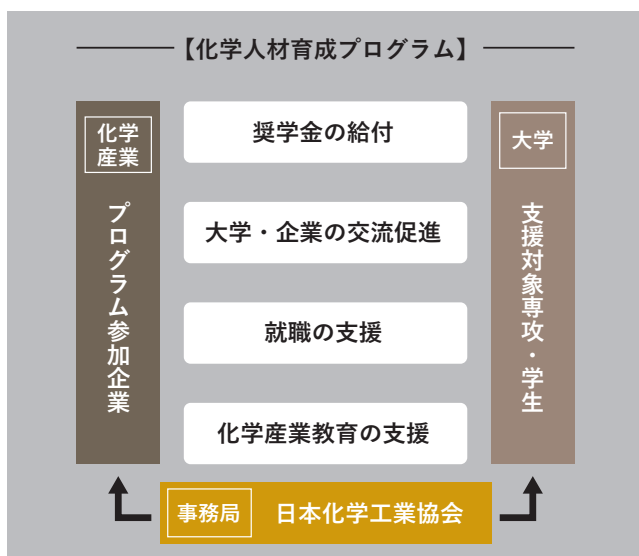 【化学人材育成プログラム】
化学
産業
プログラム参加企業
奨学金の給付
大学・企業の交流促進
就職の支援
化学産業教育の支援
大学
支援対象専攻・学生
事務局
日本化学工業協会